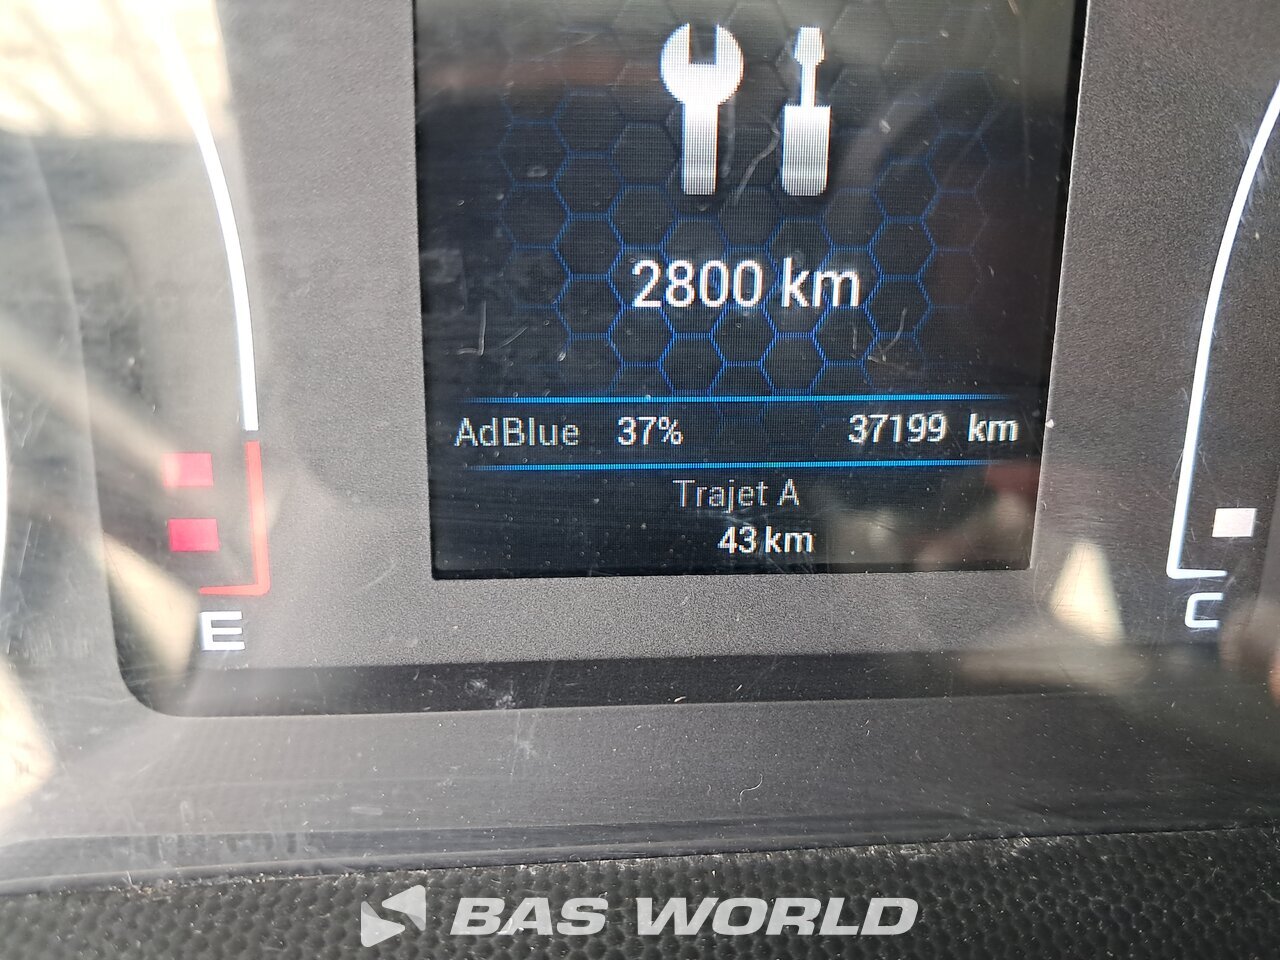 2800 km
AdBlue 37% 37199 km
Trajet A
43 km
E
C
BAS WORLD